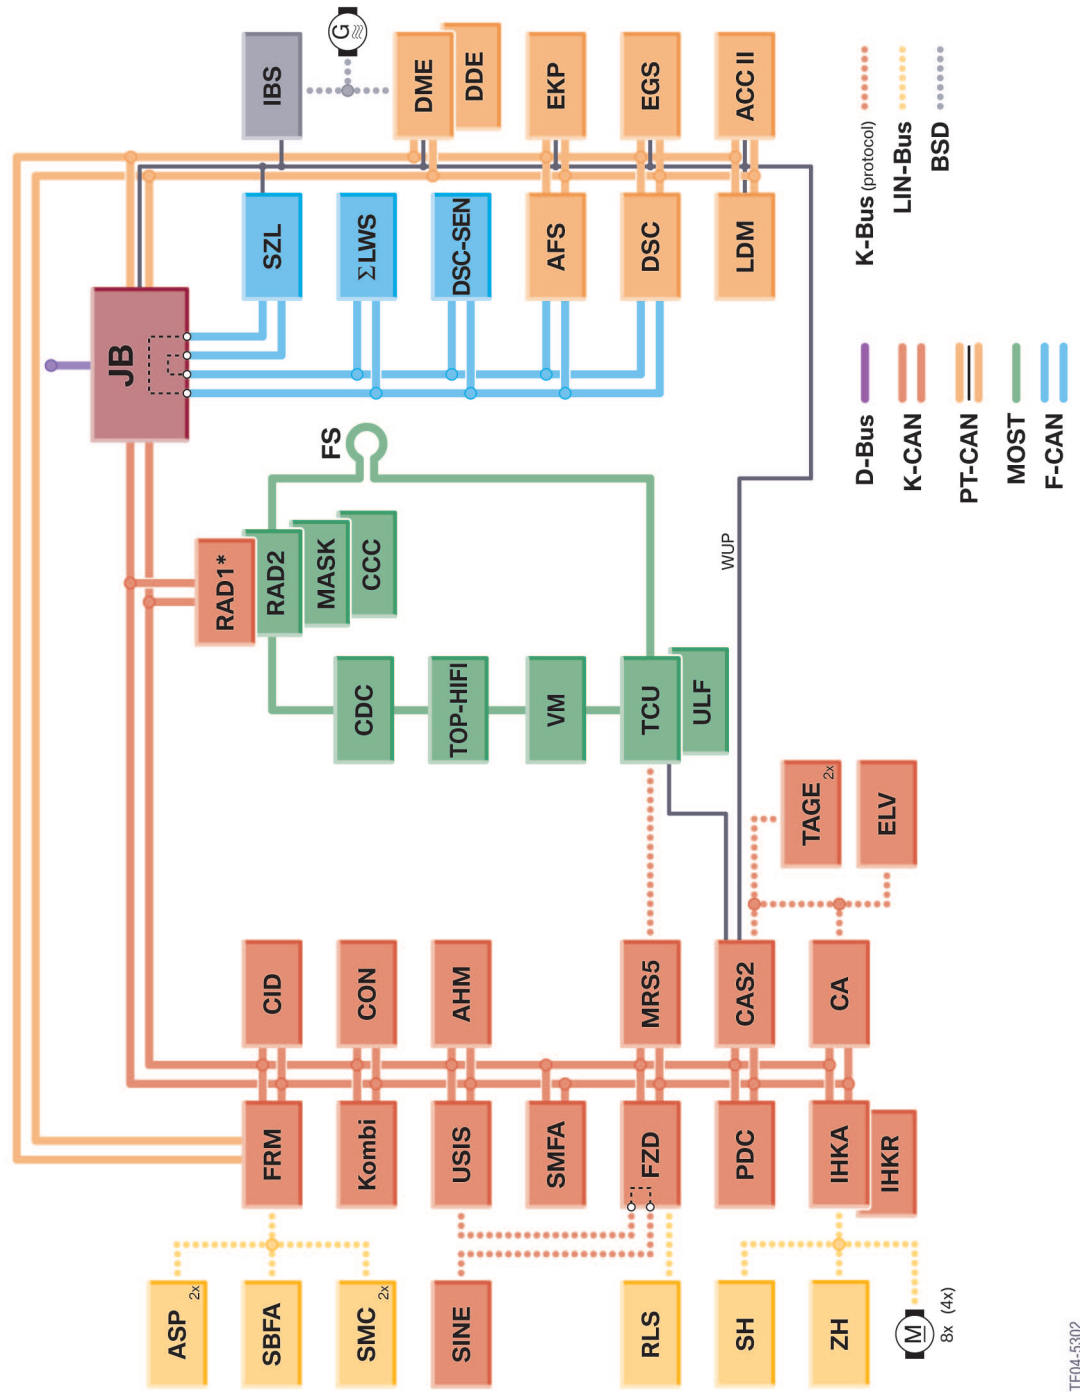 JB
ASP
2x
RAD1*
SBFA
FRM
CID
RAD2
SZL
IBS
MASK
FS
G
SMC
2x
Kombi
CON
CDC
CCC
ΣLWS
DME
SINE
USIS
AHM
TOP-HIFI
DSC-SEN
DDE
SMFA
VM
AFS
EKP
RLS
FZD
MRS5
TCU
DSC
EGS
ULF
WUP
SH
PDC
CAS2
LDM
ACC II
TAGE
2x
ZH
IHKA
CA
IHKR
ELV
M
8x (4x)
D-Bus
K-CAN
PT-CAN
MOST
F-CAN
K-Bus (protocol)
LIN-Bus
BSD
TE04-5302